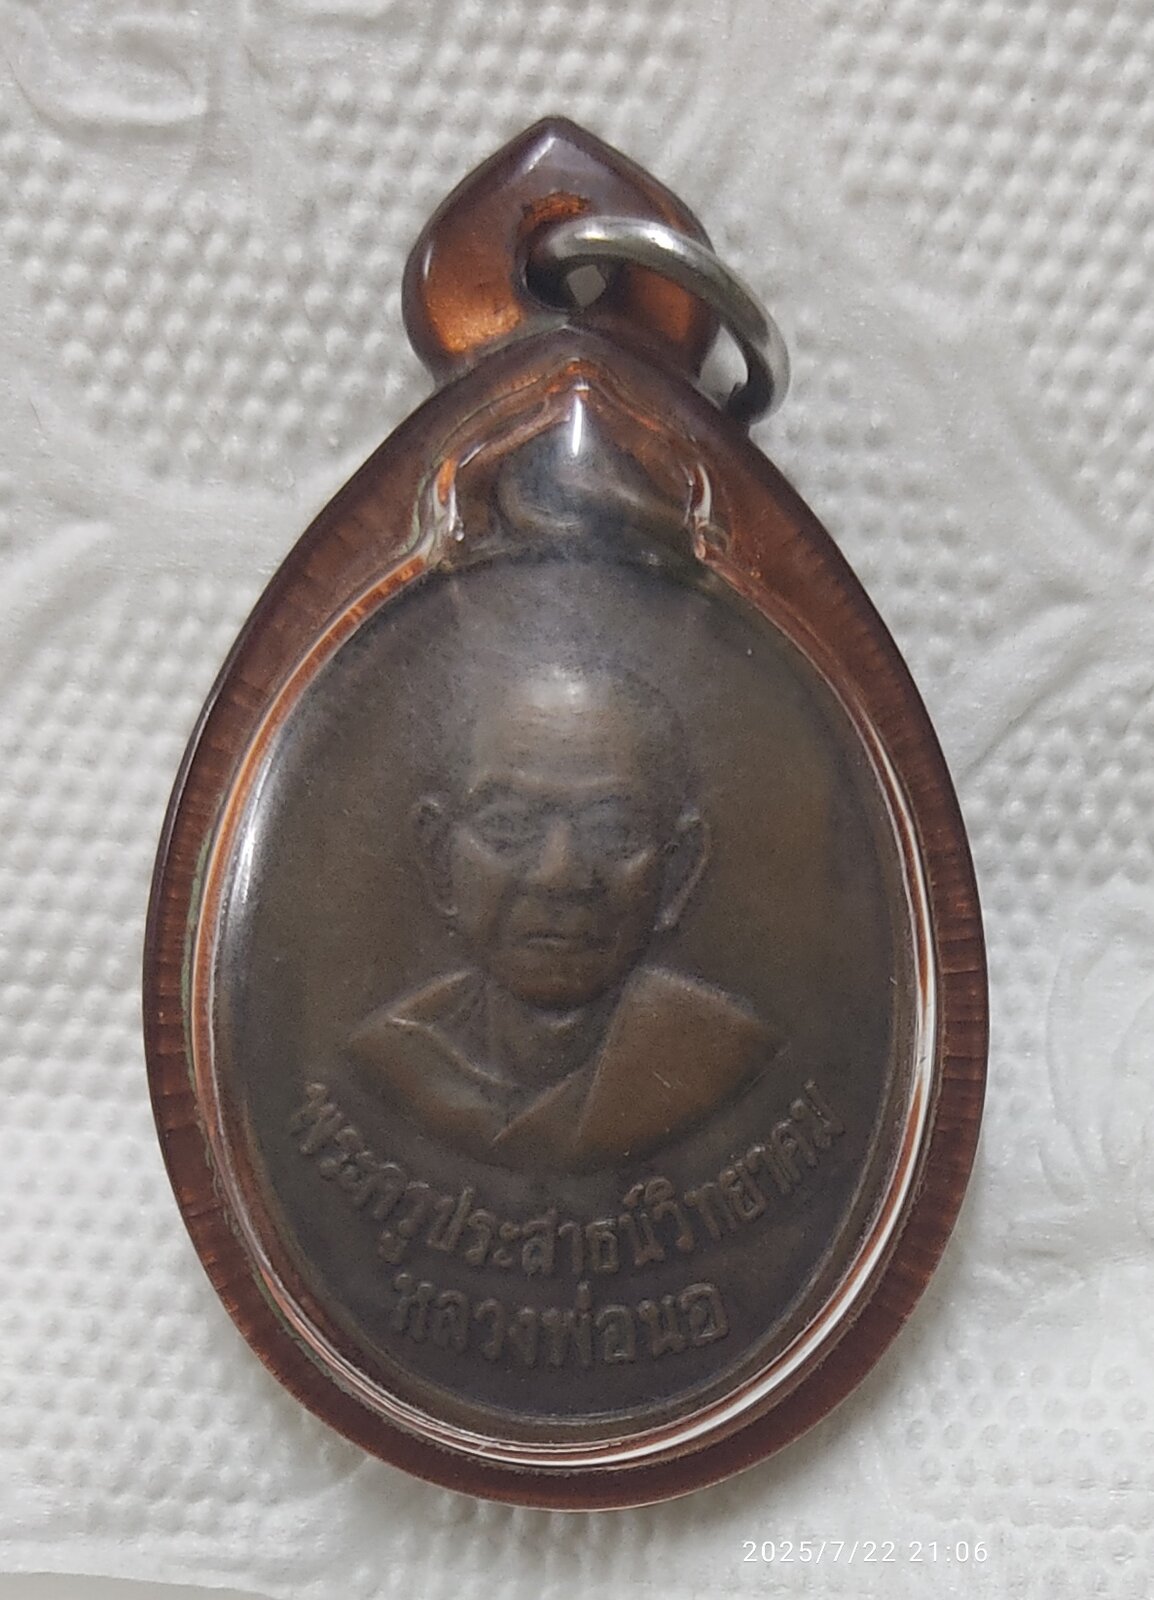 พระครูประสาธน์วิทยาคม
หลวงพ่อนอ
2025/7/22 21:06